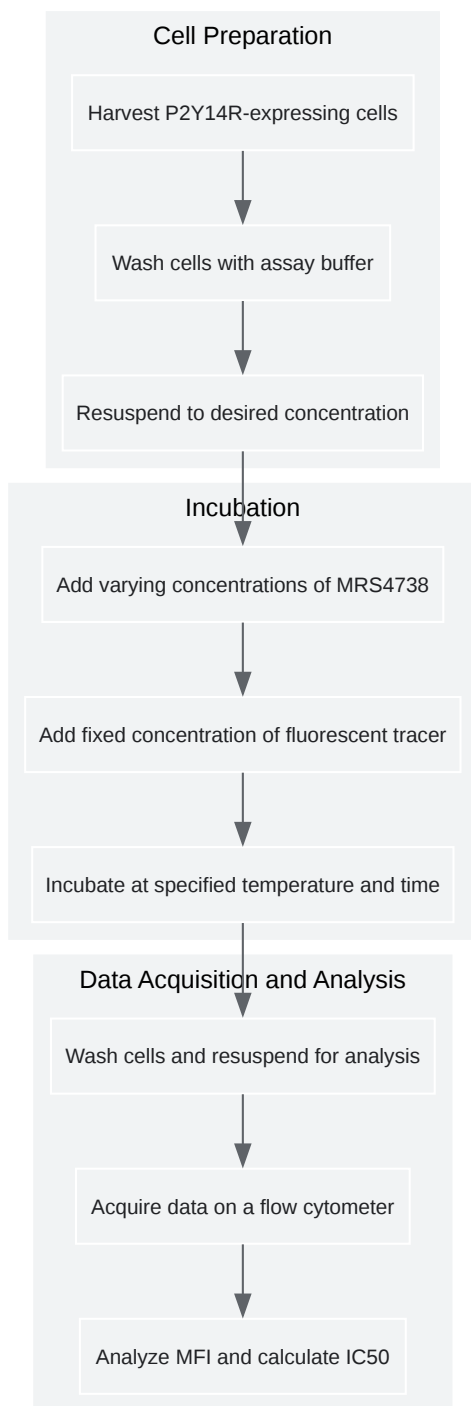 Cell Preparation
Harvest P2Y14R-expressing cells
Wash cells with assay buffer
Resuspend to desired concentration
Incubation
Add varying concentrations of MRS4738
Add fixed concentration of fluorescent tracer
Incubate at specified temperature and time
Data Acquisition and Analysis
Wash cells and resuspend for analysis
Acquire data on a flow cytometer
Analyze MFI and calculate IC50